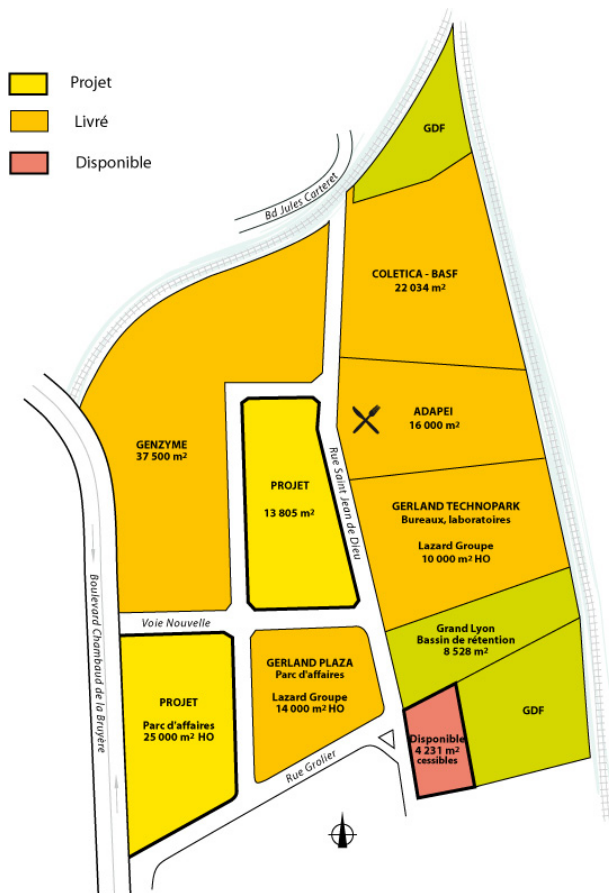 Projet
Livré
Disponible
GDF
Bd Jules Carteret
COLETICA - BASF
22 034 m²
ADAPEI
16 000 m²
GENZYME
37 500 m²
PROJET
13 805 m²
Rue Saint Jean de Dieu
GERLAND TECHNOPARK
Bureaux, laboratoires
Lazard Groupe
10 000 m² HO
Boulevard Chambaud de la Bruyère
Voie Nouvelle
Grand Lyon
Bassin de rétention
8 528 m²
GERLAND PLAZA
Parc d'affaires
Lazard Groupe
14 000 m² HO
PROJET
Parc d'affaires
25 000 m² HO
GDF
Disponible
4 231 m²
cessibles
Rue Grolier